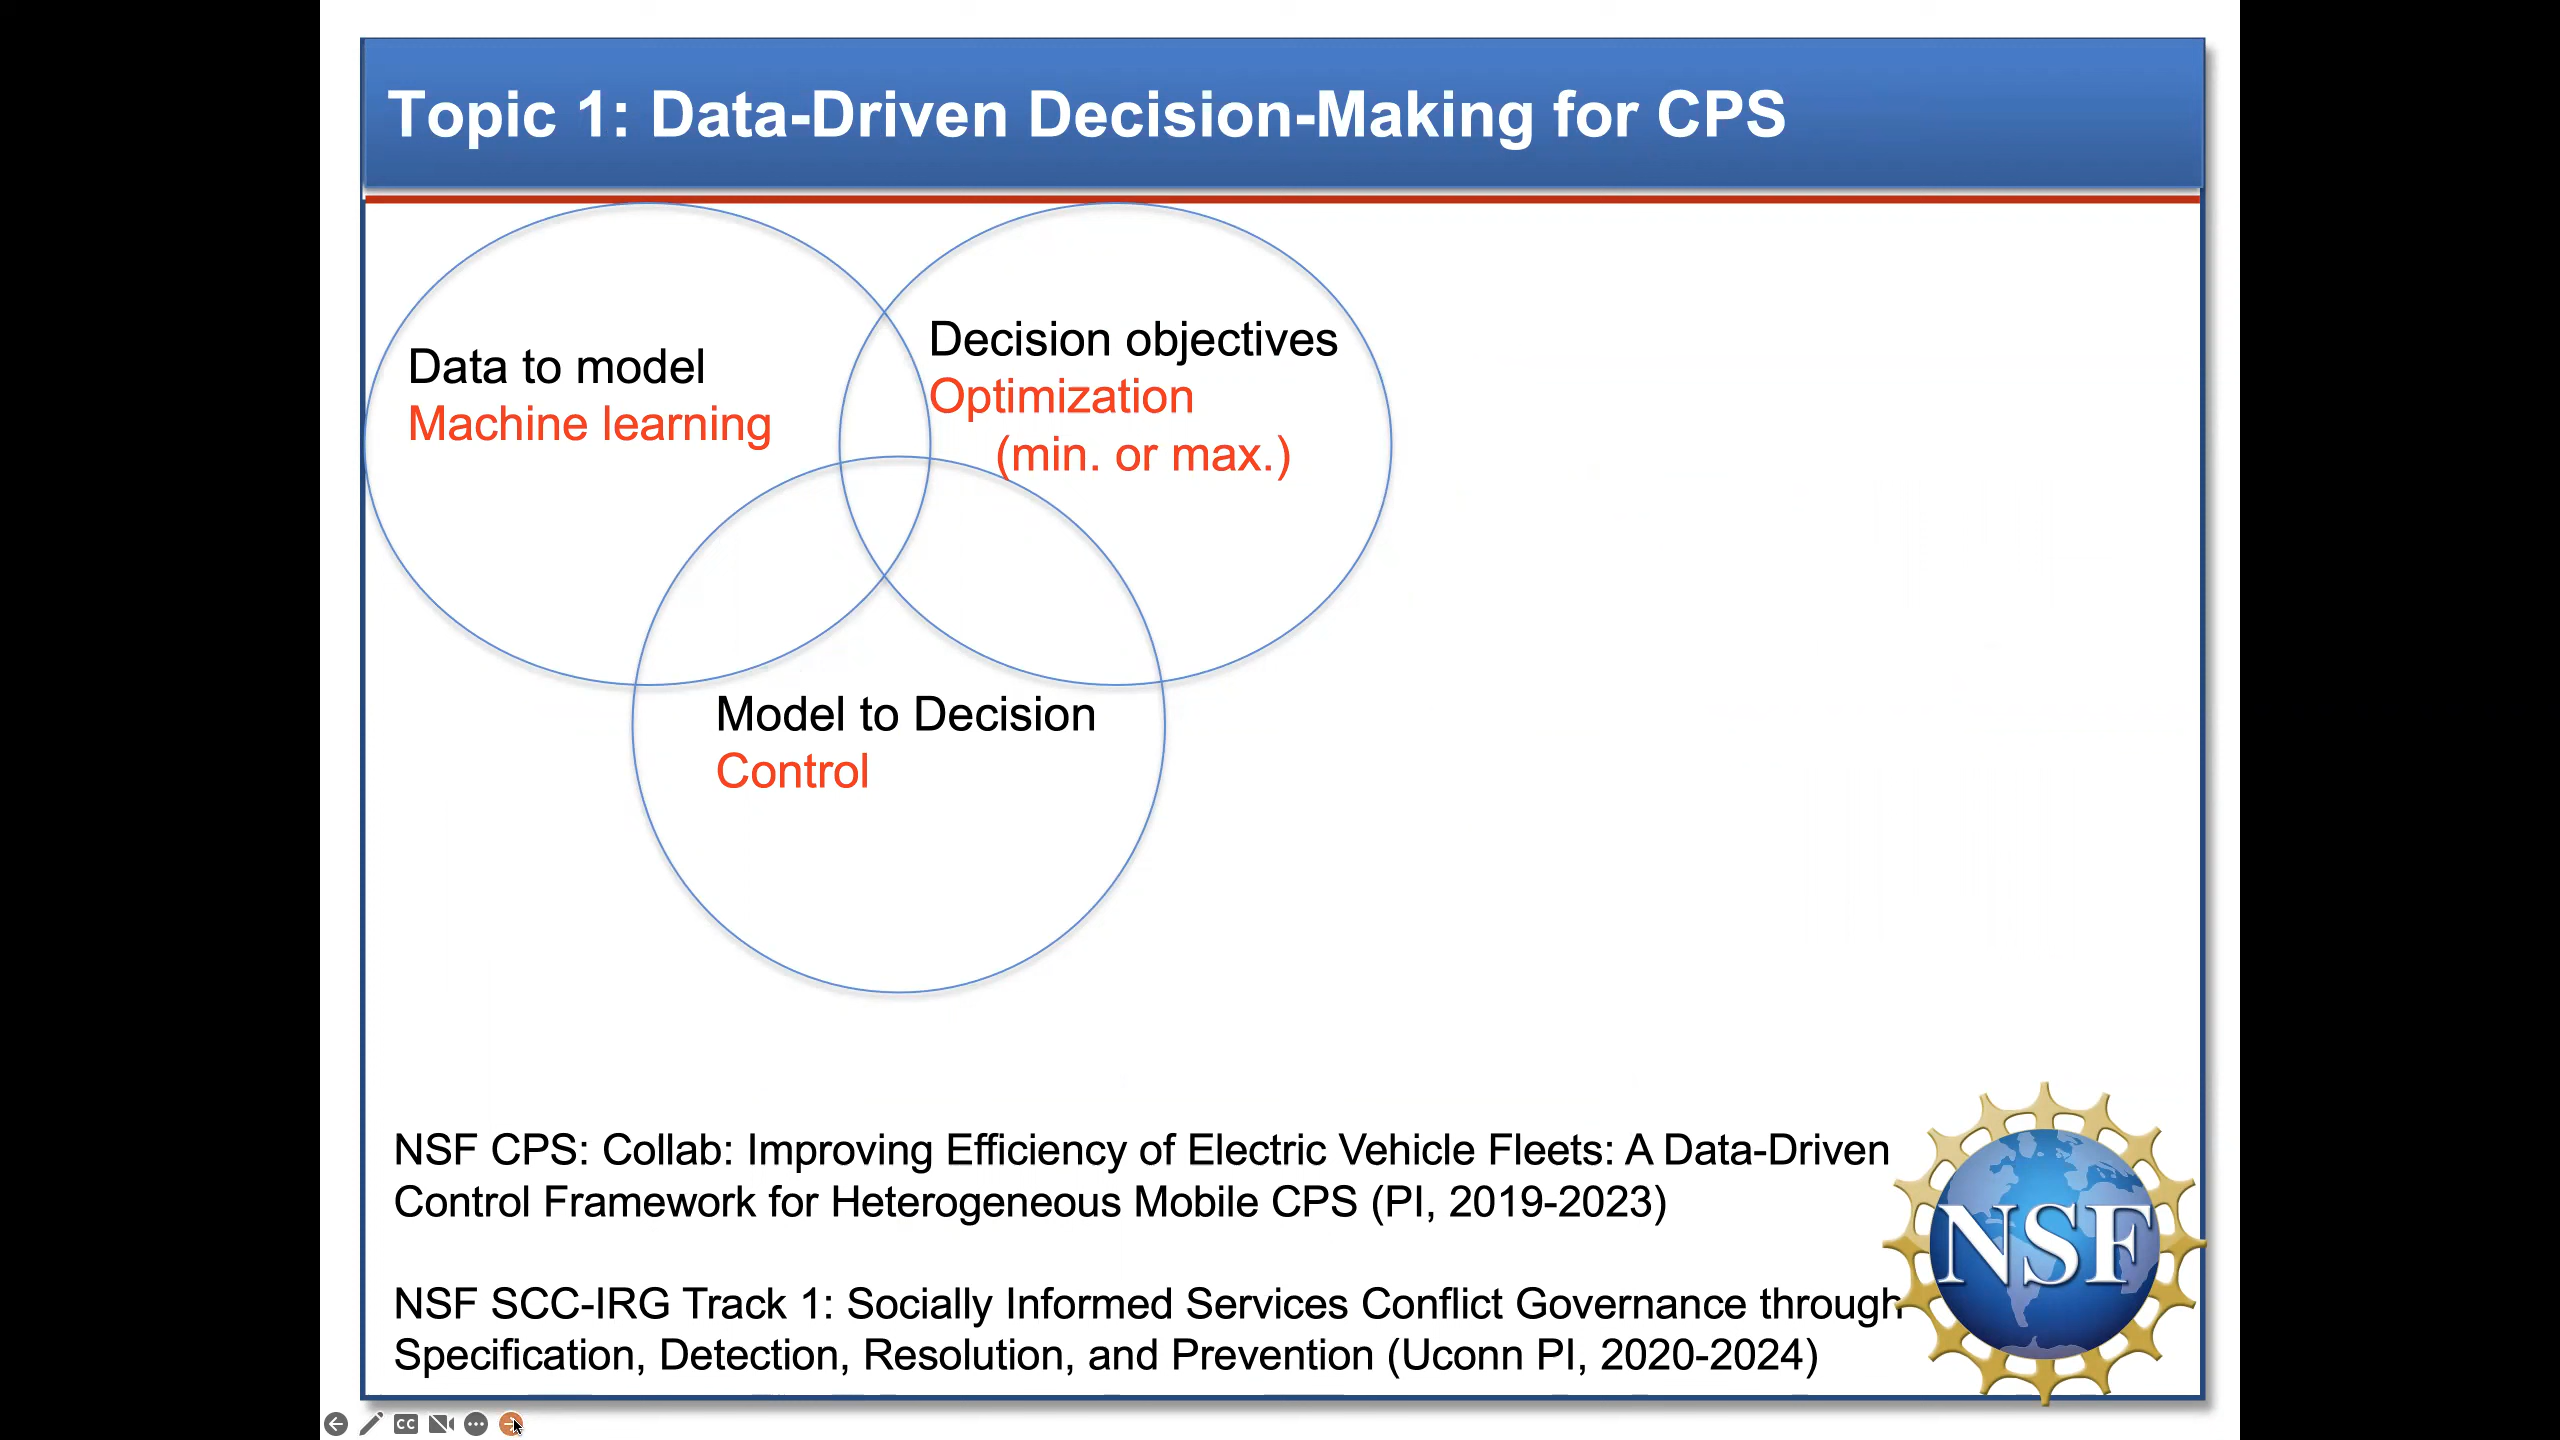 Topic 1: Data-Driven Decision-Making for CPS
Data to model
Machine learning
Decision objectives
Optimization
(min. or max.)
Model to Decision
Control
NSF CPS: Collab: Improving Efficiency of Electric Vehicle Fleets: A Data-Driven
Control Framework for Heterogeneous Mobile CPS (PI, 2019-2023)
NSF SCC-IRG Track 1: Socially Informed Services Conflict Governance through
Specification, Detection, Resolution, and Prevention (Uconn PI, 2020-2024)
NSF
CC